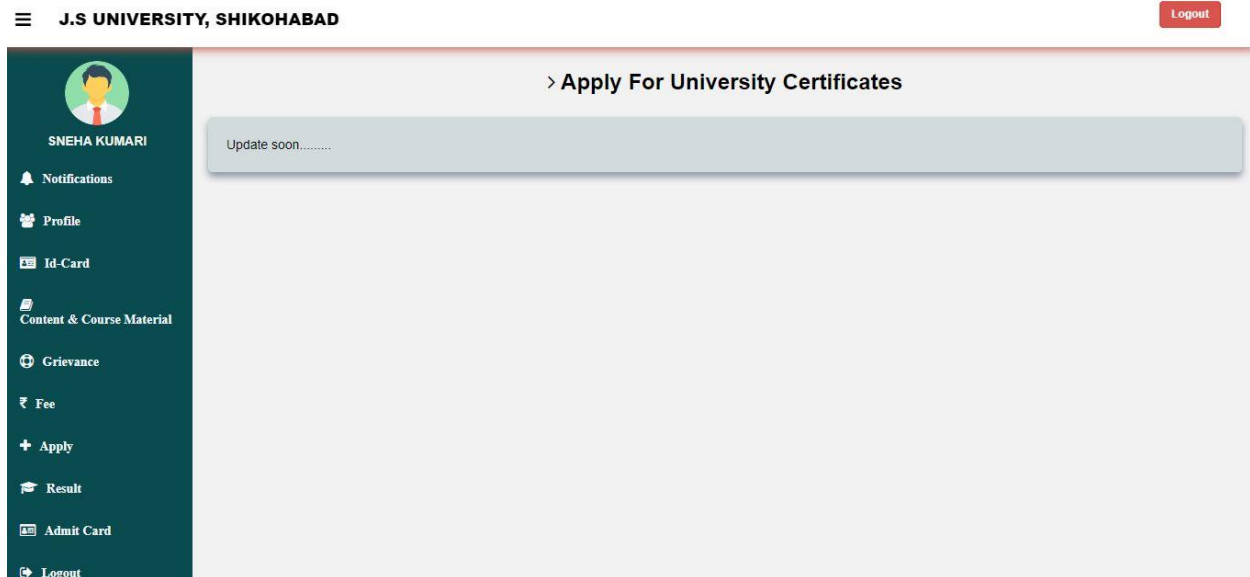 J.S UNIVERSITY, SHIKOHABAD
Logout
SNEHA KUMARI
Notifications
Profile
Id-Card
Content & Course Material
Grievance
₹ Fee
Apply
Result
Admit Card
Logout
> Apply For University Certificates
Update soon.........